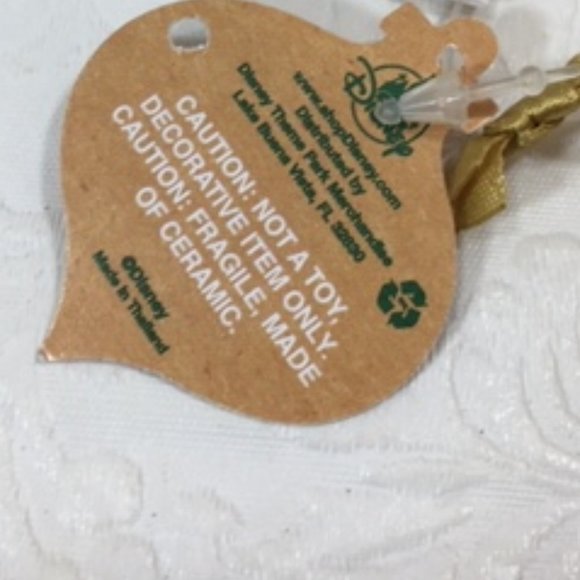 Disney
www.shopDisney.com
Distributed by
Disney Theme Park Merchandise
Lake Buena Vista, FL 32830
CAUTION: NOT A TOY,
DECORATIVE ITEM ONLY.
CAUTION: FRAGILE, MADE
OF CERAMIC.
©Disney
Made in Thailand